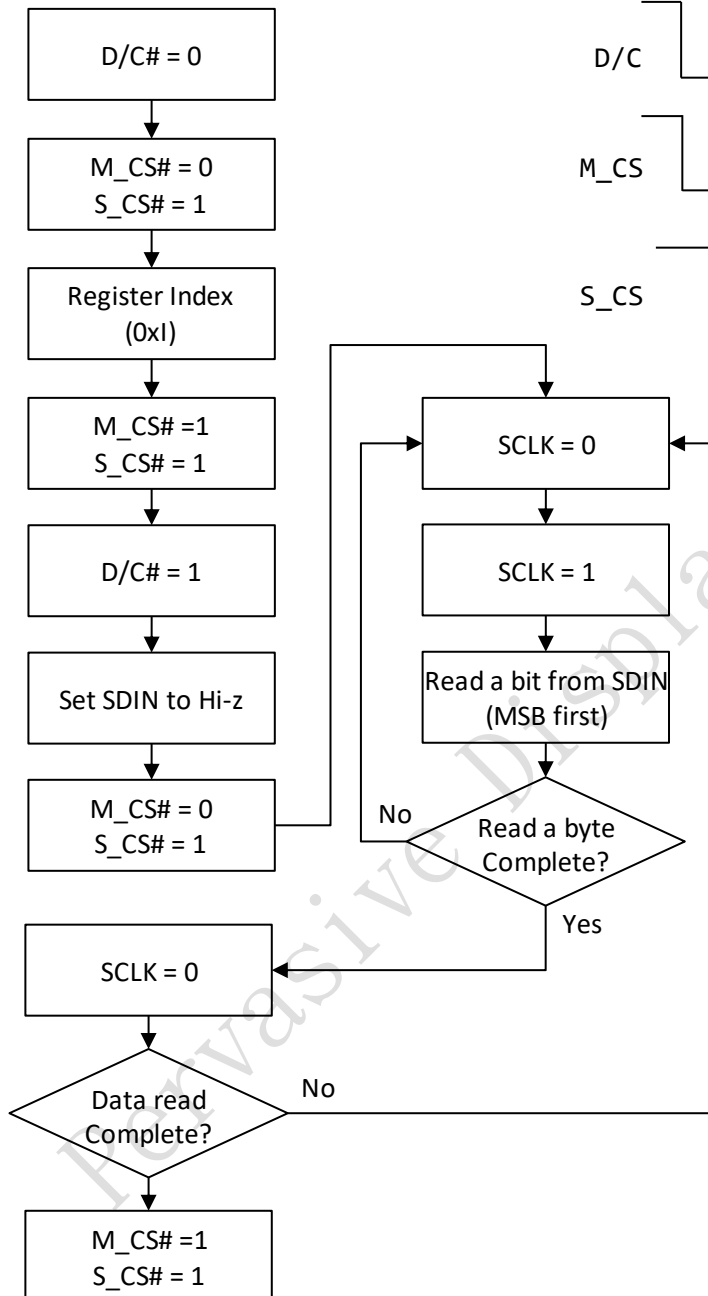 D/C# = 0
M_CS# = 0
S_CS# = 1
Register Index
(0xI)
M_CS# =1
S_CS# = 1
D/C# = 1
Set SDIN to Hi-z
M_CS# = 0
S_CS# = 1
D/C
M_CS
S_CS
SCLK = 0
SCLK = 1
Read a bit from SDIN
(MSB first)
Read a byte
Complete?
No
Yes
SCLK = 0
Data read
Complete?
No
M_CS# =1
S_CS# = 1
Pervasive Displa